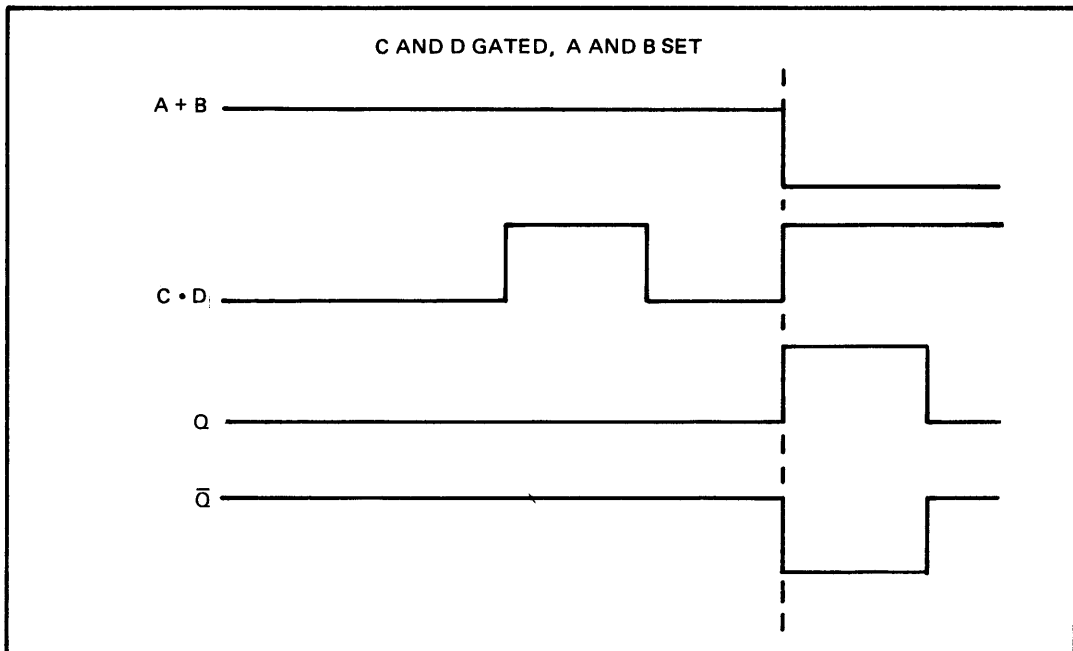 C AND D GATED, A AND B SET
A + B
C • D
Q
Q̅